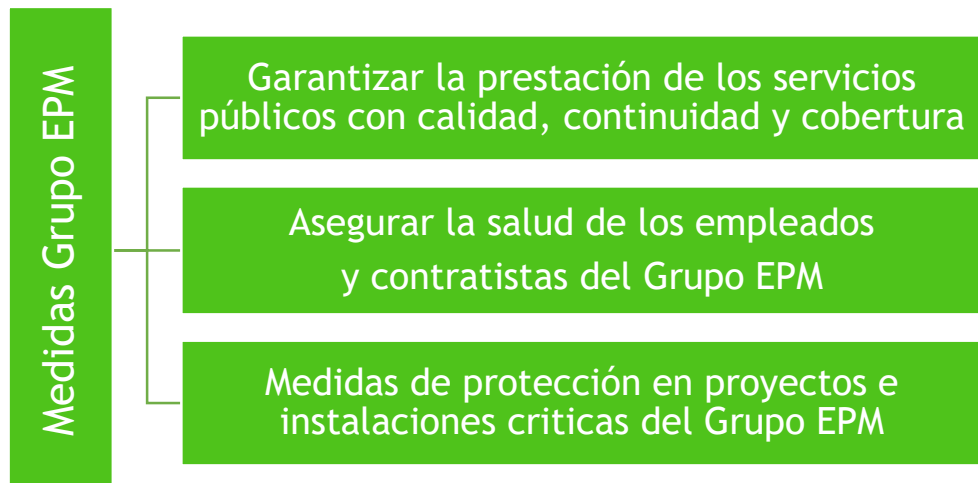 Medidas Grupo EPM
Garantizar la prestación de los servicios
públicos con calidad, continuidad y cobertura
Asegurar la salud de los empleados
y contratistas del Grupo EPM
Medidas de protección en proyectos e
instalaciones criticas del Grupo EPM